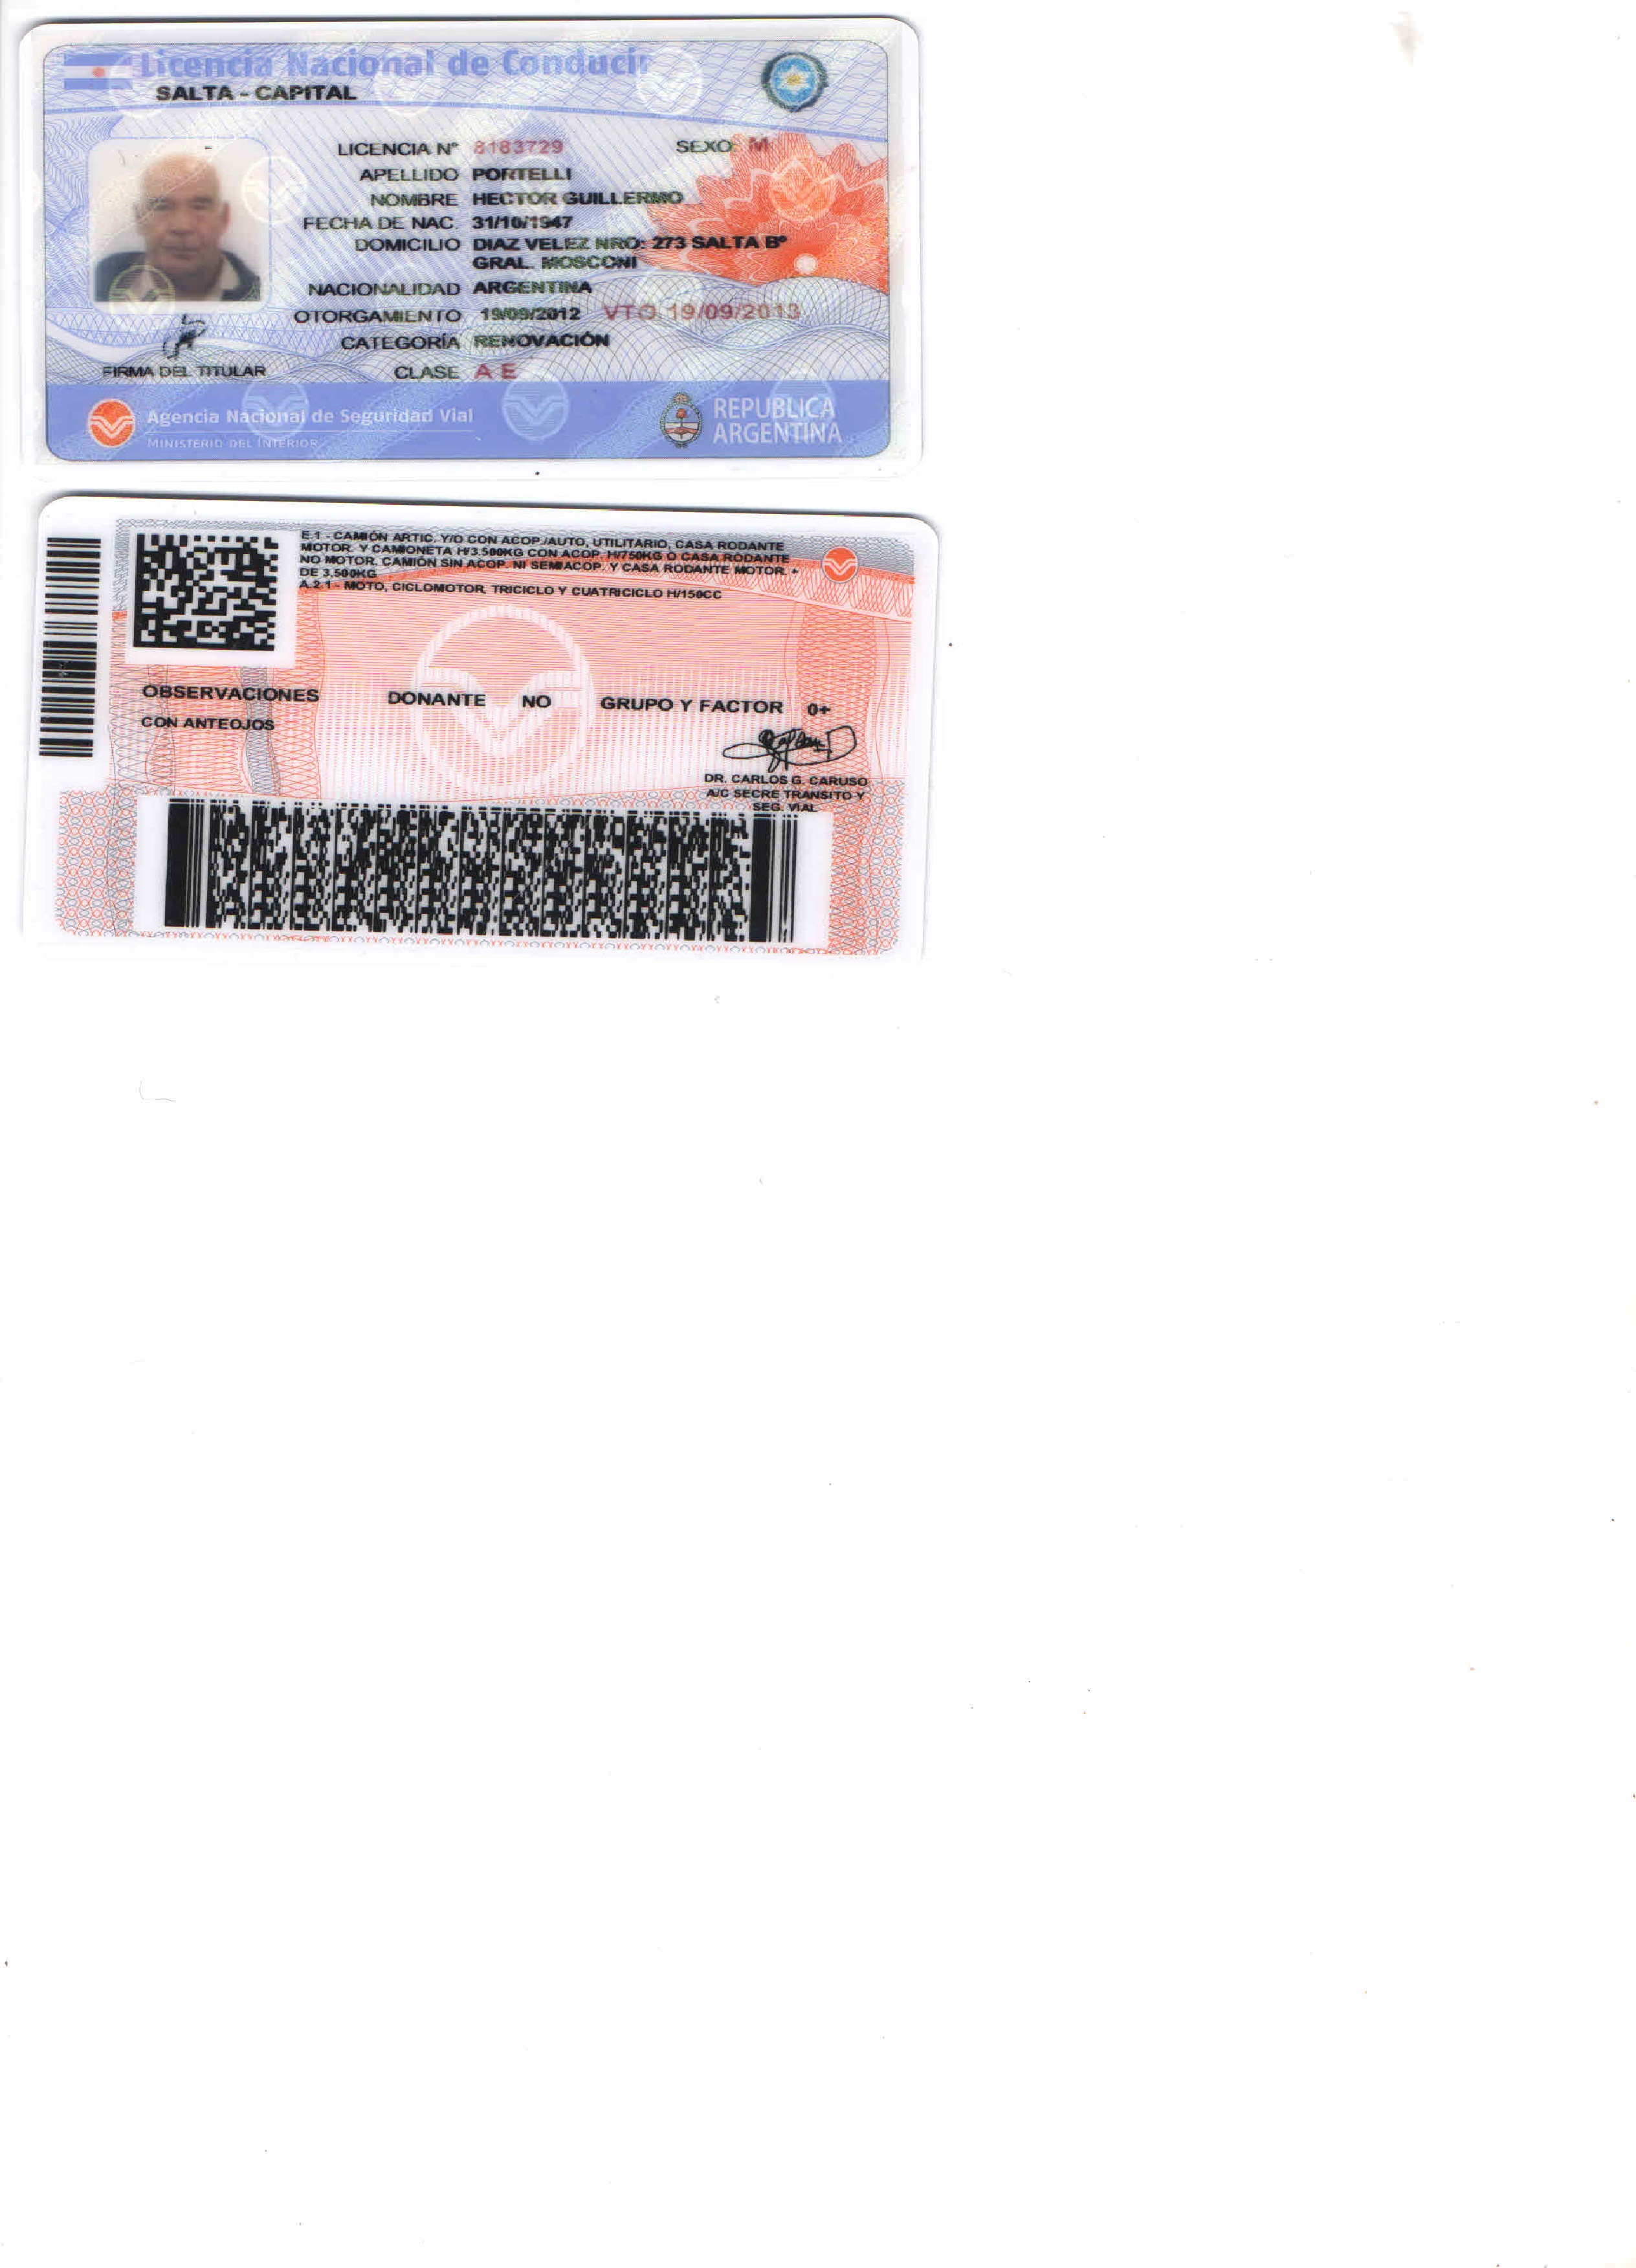 Licencia Nacional de Conducir
SALTA - CAPITAL
LICENCIA Nº 8183729 SEXO M
APELLIDO PORTELLI
NOMBRE HECTOR GUILLERMO
FECHA DE NAC. 31/10/1947
DOMICILIO DIAZ VELEZ NRO: 273 SALTA Bº
GRAL. MOSCONI
NACIONALIDAD ARGENTINA
OTORGAMIENTO 19/09/2012 VTO. 19/09/2013
CATEGORÍA RENOVACIÓN
FIRMA DEL TITULAR CLASE A E
Agencia Nacional de Seguridad Vial
MINISTERIO DEL INTERIOR
REPUBLICA
ARGENTINA
E.1 - CAMIÓN ARTIC. Y/O CON ACOP./AUTO, UTILITARIO, CASA RODANTE
MOTOR. Y CAMIONETA H/3.500KG CON ACOP. H/750KG O CASA RODANTE
NO MOTOR. CAMIÓN SIN ACOP. NI SEMIACOP. Y CASA RODANTE MOTOR. +
DE 3.500KG
A.2.1 - MOTO, CICLOMOTOR, TRICICLO Y CUATRICICLO H/150CC
OBSERVACIONES DONANTE NO GRUPO Y FACTOR 0+
CON ANTEOJOS
DR. CARLOS G. CARUSO
A/C SECRE TRANSITO Y
SEG. VIAL